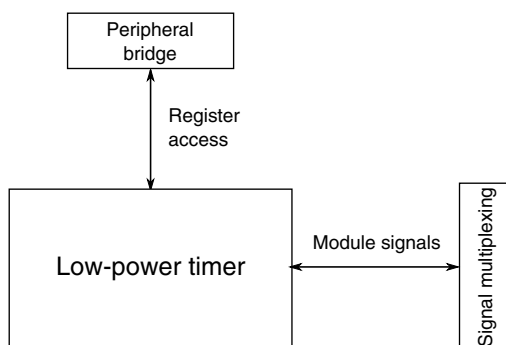 Peripheral
bridge
Register
access
Low-power timer
Module signals
Signal multiplexing